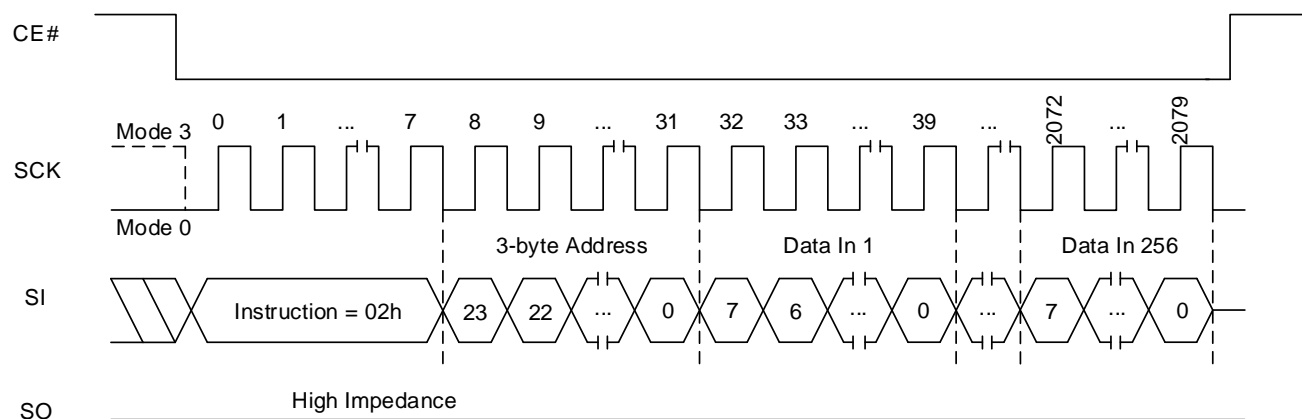 CE#
0 1 ... 7 8 9 ... 31 32 33 ... 39 ... 2072 ... 2079
Mode 3
SCK
Mode 0
3-byte Address Data In 1 Data In 256
SI Instruction = 02h 23 22 ... 0 7 6 ... 0 ... 7 ... 0
High Impedance
SO